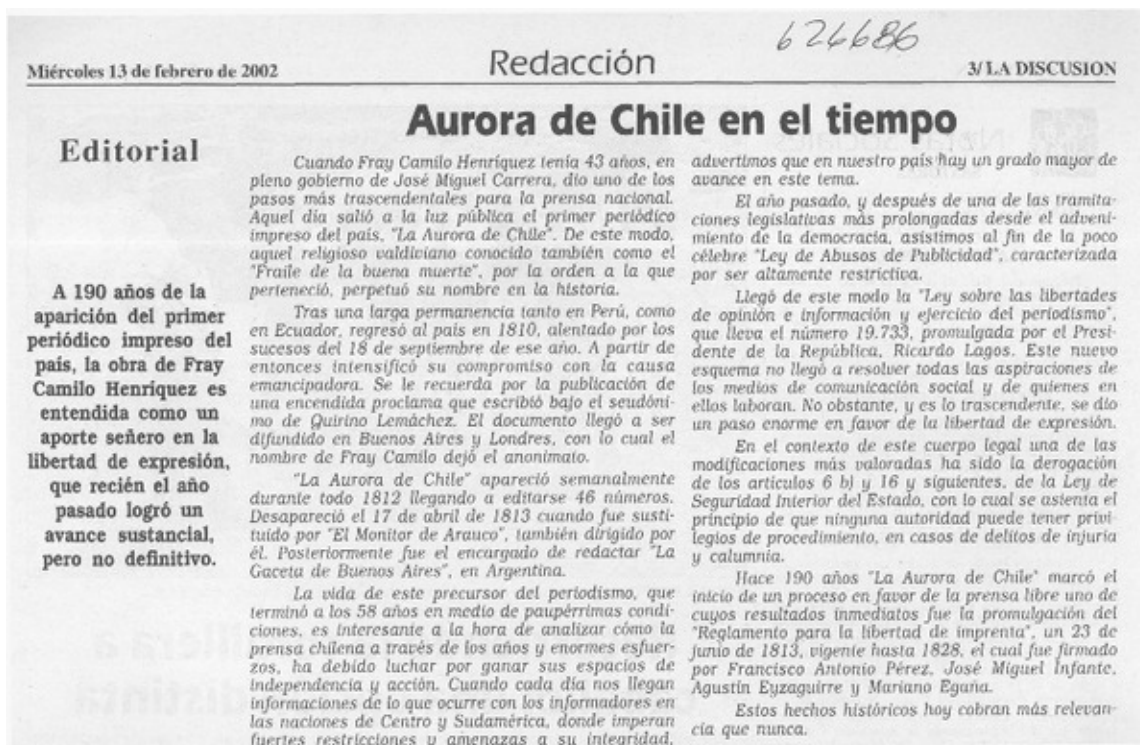 624686
Miércoles 13 de febrero de 2002
Redacción
3/ LA DISCUSION
Aurora de Chile en el tiempo
Editorial
A 190 años de la
aparición del primer
periódico impreso del
país, la obra de Fray
Camilo Henríquez es
entendida como un
aporte señero en la
libertad de expresión,
que recién el año
pasado logró un
avance sustancial,
pero no definitivo.
Cuando Fray Camilo Henríquez tenía 43 años, en
pleno gobierno de José Miguel Carrera, dio uno de los
pasos más trascendentales para la prensa nacional.
Aquel día salió a la luz pública el primer periódico
impreso del país, "La Aurora de Chile". De este modo,
aquel religioso valdiviano conocido también como el
"Fraile de la buena muerte", por la orden a la que
perteneció, perpetuó su nombre en la historia.
Tras una larga permanencia tanto en Perú, como
en Ecuador, regresó al país en 1810, alentado por los
sucesos del 18 de septiembre de ese año. A partir de
entonces intensificó su compromiso con la causa
emancipadora. Se le recuerda por la publicación de
una encendida proclama que escribió bajo el seudóni-
mo de Quirino Lemáchez. El documento llegó a ser
difundido en Buenos Aires y Londres, con lo cual el
nombre de Fray Camilo dejó el anonimato.
"La Aurora de Chile" apareció semanalmente
durante todo 1812 llegando a editarse 46 números.
Desapareció el 17 de abril de 1813 cuando fue susti-
tuido por "El Monitor de Arauco", también dirigido por
él. Posteriormente fue el encargado de redactar "La
Gaceta de Buenos Aires", en Argentina.
La vida de este precursor del periodismo, que
terminó a los 58 años en medio de paupérrimas condi-
ciones, es interesante a la hora de analizar cómo la
prensa chilena a través de los años y enormes esfuer-
zos, ha debido luchar por ganar sus espacios de
independencia y acción. Cuando cada día nos llegan
informaciones de lo que ocurre con los informadores en
las naciones de Centro y Sudamérica, donde imperan
fuertes restricciones y amenazas a su integridad,
advertimos que en nuestro país hay un grado mayor de
avance en este tema.
El año pasado, y después de una de las tramita-
ciones legislativas más prolongadas desde el adveni-
miento de la democracia, asistimos al fin de la poco
célebre "Ley de Abusos de Publicidad", caracterizada
por ser altamente restrictiva.
Llegó de este modo la "Ley sobre las libertades
de opinión e información y ejercicio del periodismo",
que lleva el número 19.733, promulgada por el Presi-
dente de la República, Ricardo Lagos. Este nuevo
esquema no llegó a resolver todas las aspiraciones de
los medios de comunicación social y de quienes en
ellos laboran. No obstante, y es lo trascendente, se dio
un paso enorme en favor de la libertad de expresión.
En el contexto de este cuerpo legal una de las
modificaciones más valoradas ha sido la derogación
de los artículos 6 b) y 16 y siguientes, de la Ley de
Seguridad Interior del Estado, con lo cual se asienta el
principio de que ninguna autoridad puede tener privi-
legios de procedimiento, en casos de delitos de injuria
y calumnia.
Hace 190 años "La Aurora de Chile" marcó el
inicio de un proceso en favor de la prensa libre uno de
cuyos resultados inmediatos fue la promulgación del
"Reglamento para la libertad de imprenta", un 23 de
junio de 1813, vigente hasta 1828, el cual fue firmado
por Francisco Antonio Pérez, José Miguel Infante,
Agustín Eyzaguirre y Mariano Egaña.
Estos hechos históricos hoy cobran más relevan-
cia que nunca.